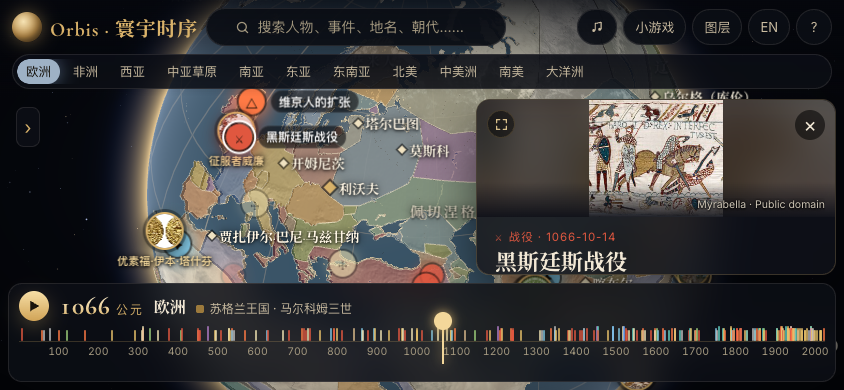 Orbis · 寰宇时序
搜索人物、事件、地名、朝代……
小游戏
图层
EN
?
欧洲 非洲 西亚 中亚草原 南亚 东亚 东南亚 北美 中美洲 南美 大洋洲
维京人的扩张
塔尔巴图
黑斯廷斯战役
征服者威廉
莫斯科
开姆尼茨
利沃夫
佩切涅格
贾扎伊尔·巴尼·马兹甘纳
优素福·伊本·塔什芬
Myrabella · Public domain
战役 · 1066-10-14
黑斯廷斯战役
1066 公元 欧洲 苏格兰王国 · 马尔科姆三世
100 200 300 400 500 600 700 800 900 1000 1100 1200 1300 1400 1500 1600 1700 1800 1900 2000